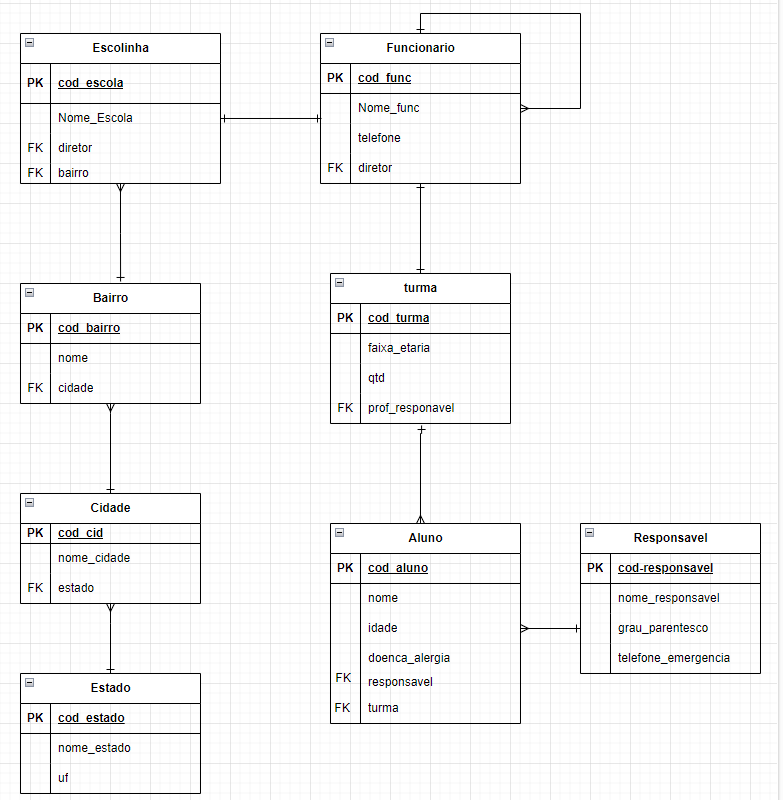 Escolinha
PK cod_escola
Nome_Escola
FK diretor
FK bairro
Funcionario
PK cod_func
Nome_func
telefone
FK diretor
Bairro
PK cod_bairro
nome
FK cidade
turma
PK cod_turma
faixa_etaria
qtd
FK prof_responavel
Cidade
PK cod_cid
nome_cidade
FK estado
Aluno
PK cod_aluno
nome
idade
doenca_alergia
FK responsavel
FK turma
Responsavel
PK cod-responsavel
nome_responsavel
grau_parentesco
telefone_emergencia
Estado
PK cod_estado
nome_estado
uf